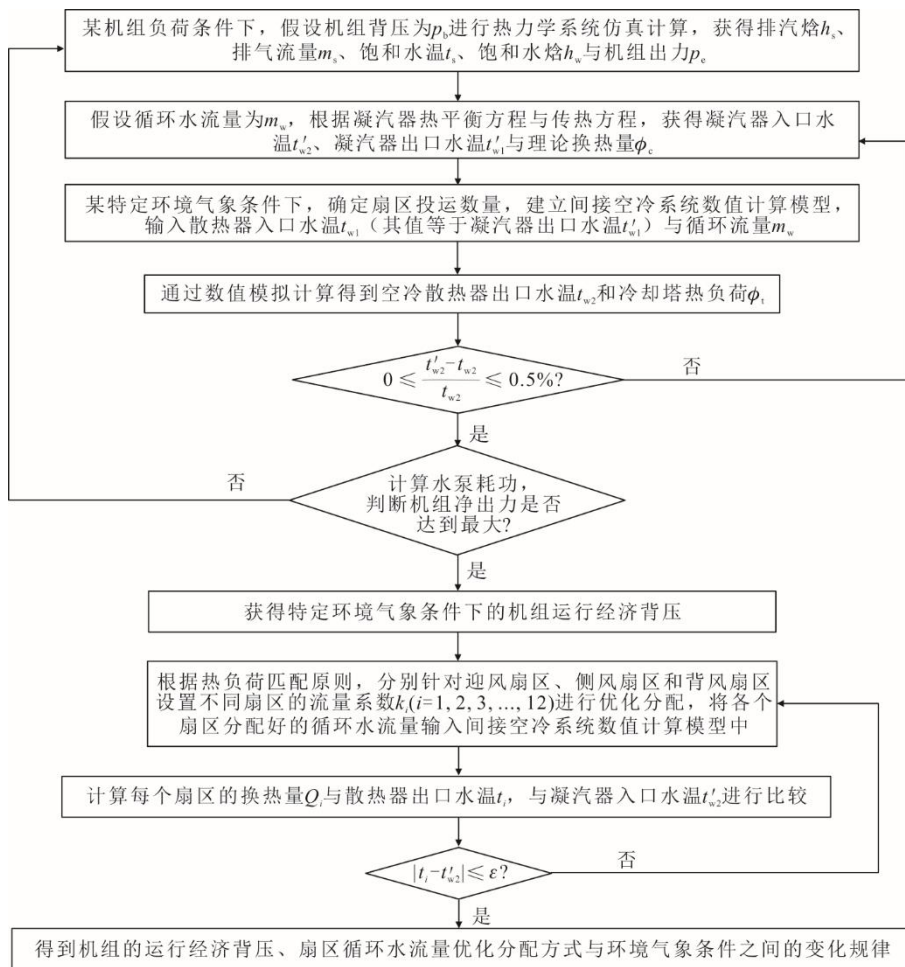 某机组负荷条件下，假设机组背压为pb进行热力学系统仿真计算，获得排汽焓hs、
排气流量ms、饱和水温ts、饱和水焓hw与机组出力pe
假设循环水流量为mw，根据凝汽器热平衡方程与传热方程，获得凝汽器入口水
温t′w2、凝汽器出口水温t′w1与理论换热量ϕc
某特定环境气象条件下，确定扇区投运数量，建立间接空冷系统数值计算模型，
输入散热器入口水温tw1（其值等于凝汽器出口水温t′w1）与循环流量mw
通过数值模拟计算得到空冷散热器出口水温tw2和冷却塔热负荷ϕt
0 ≤ (t′w2−tw2)/tw2 ≤ 0.5%?
否
是
否
计算水泵耗功，
判断机组净出力是否
达到最大?
是
获得特定环境气象条件下的机组运行经济背压
根据热负荷匹配原则，分别针对迎风扇区、侧风扇区和背风扇区
设置不同扇区的流量系数ki(i=1, 2, 3, ..., 12)进行优化分配，将各个
扇区分配好的循环水流量输入间接空冷系统数值计算模型中
计算每个扇区的换热量Qi与散热器出口水温ti，与凝汽器入口水温t′w2进行比较
|ti−t′w2|≤ε?
否
是
得到机组的运行经济背压、扇区循环水流量优化分配方式与环境气象条件之间的变化规律